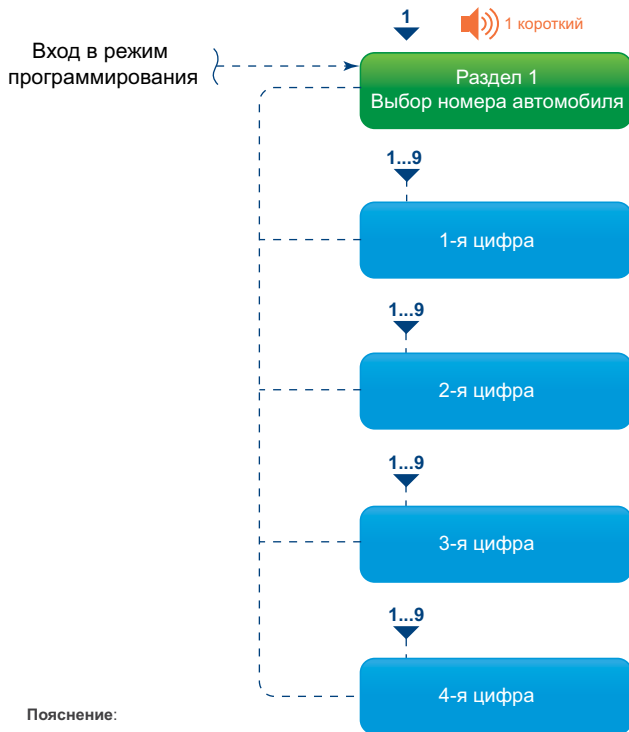 1
1 короткий
Вход в режим
программирования
Раздел 1
Выбор номера автомобиля
1...9
1-я цифра
1...9
2-я цифра
1...9
3-я цифра
1...9
4-я цифра
Пояснение: